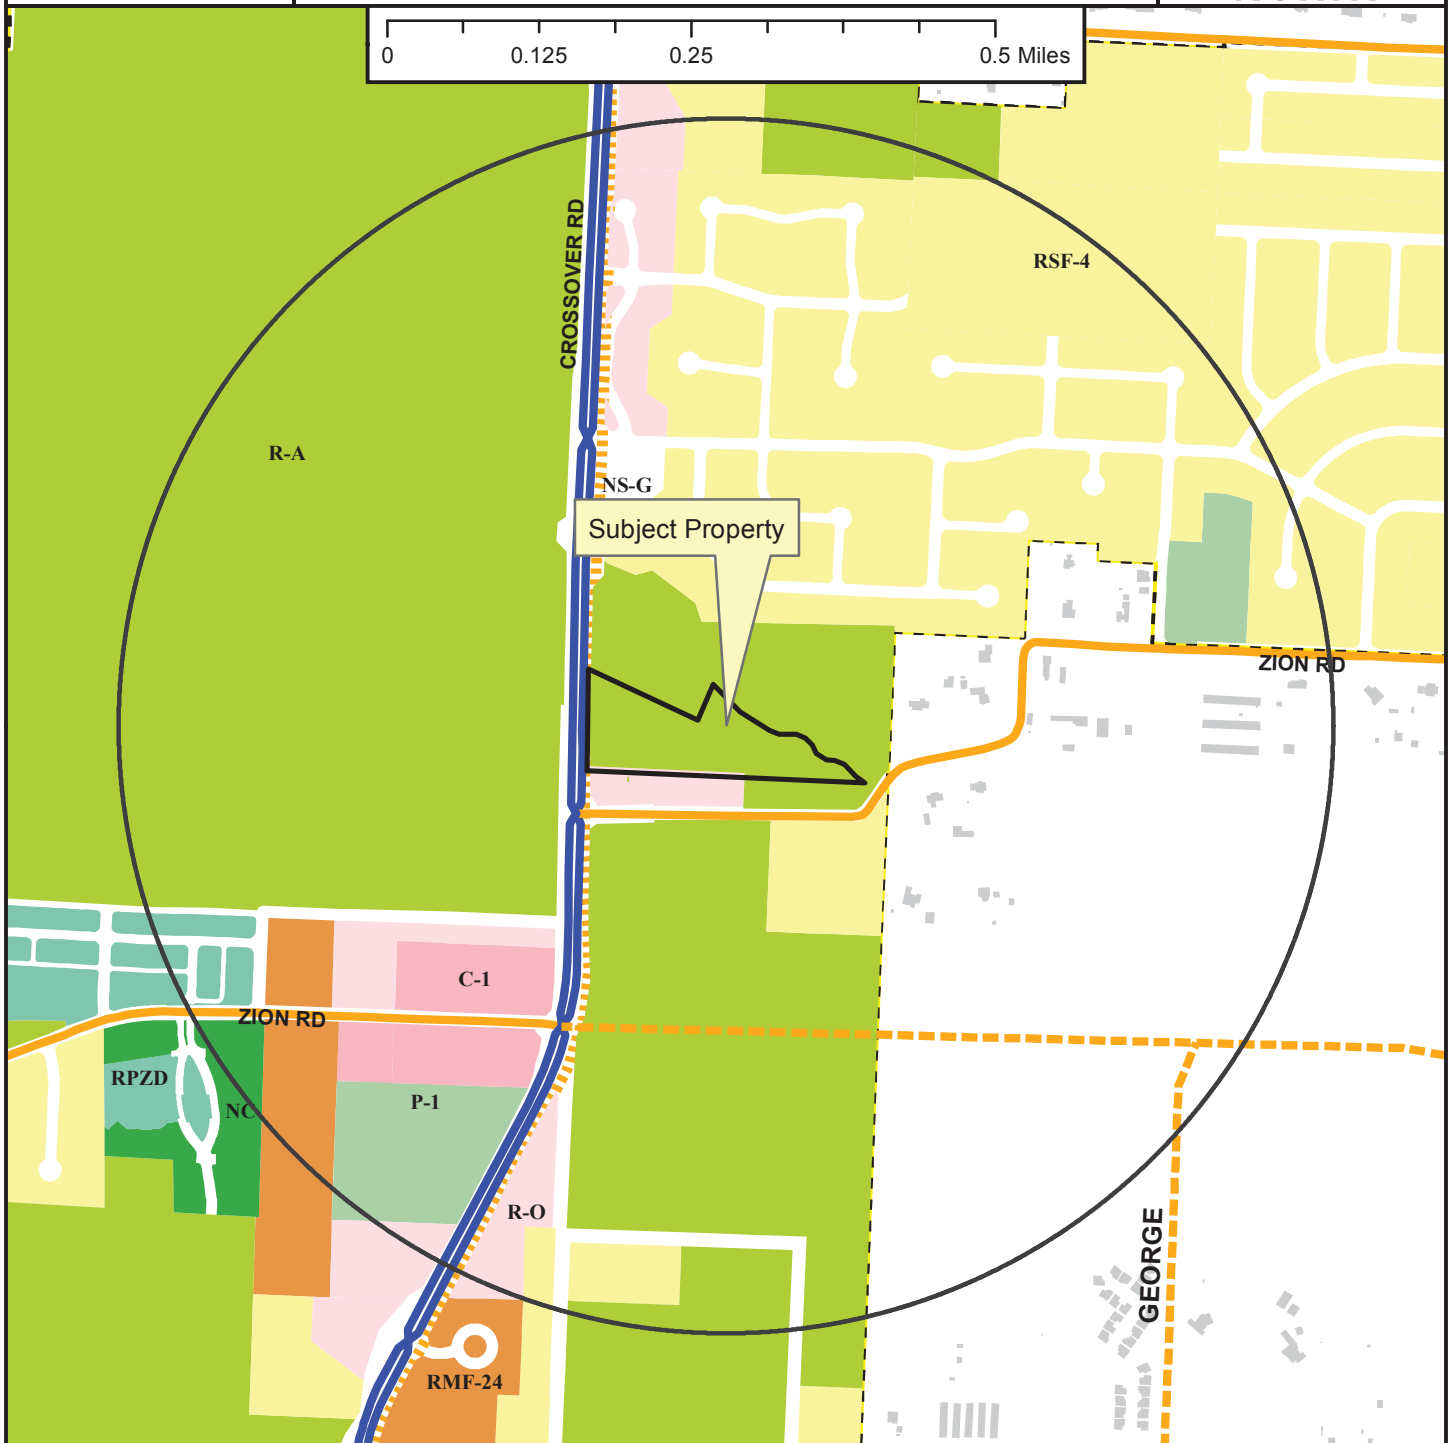 0 0.125 0.25 0.5 Miles
CROSSOVER RD
RSF-4
R-A
NS-G
Subject Property
ZION RD
C-1
ZION RD
RPZD
P-1
NC
R-O
GEORGE
RMF-24